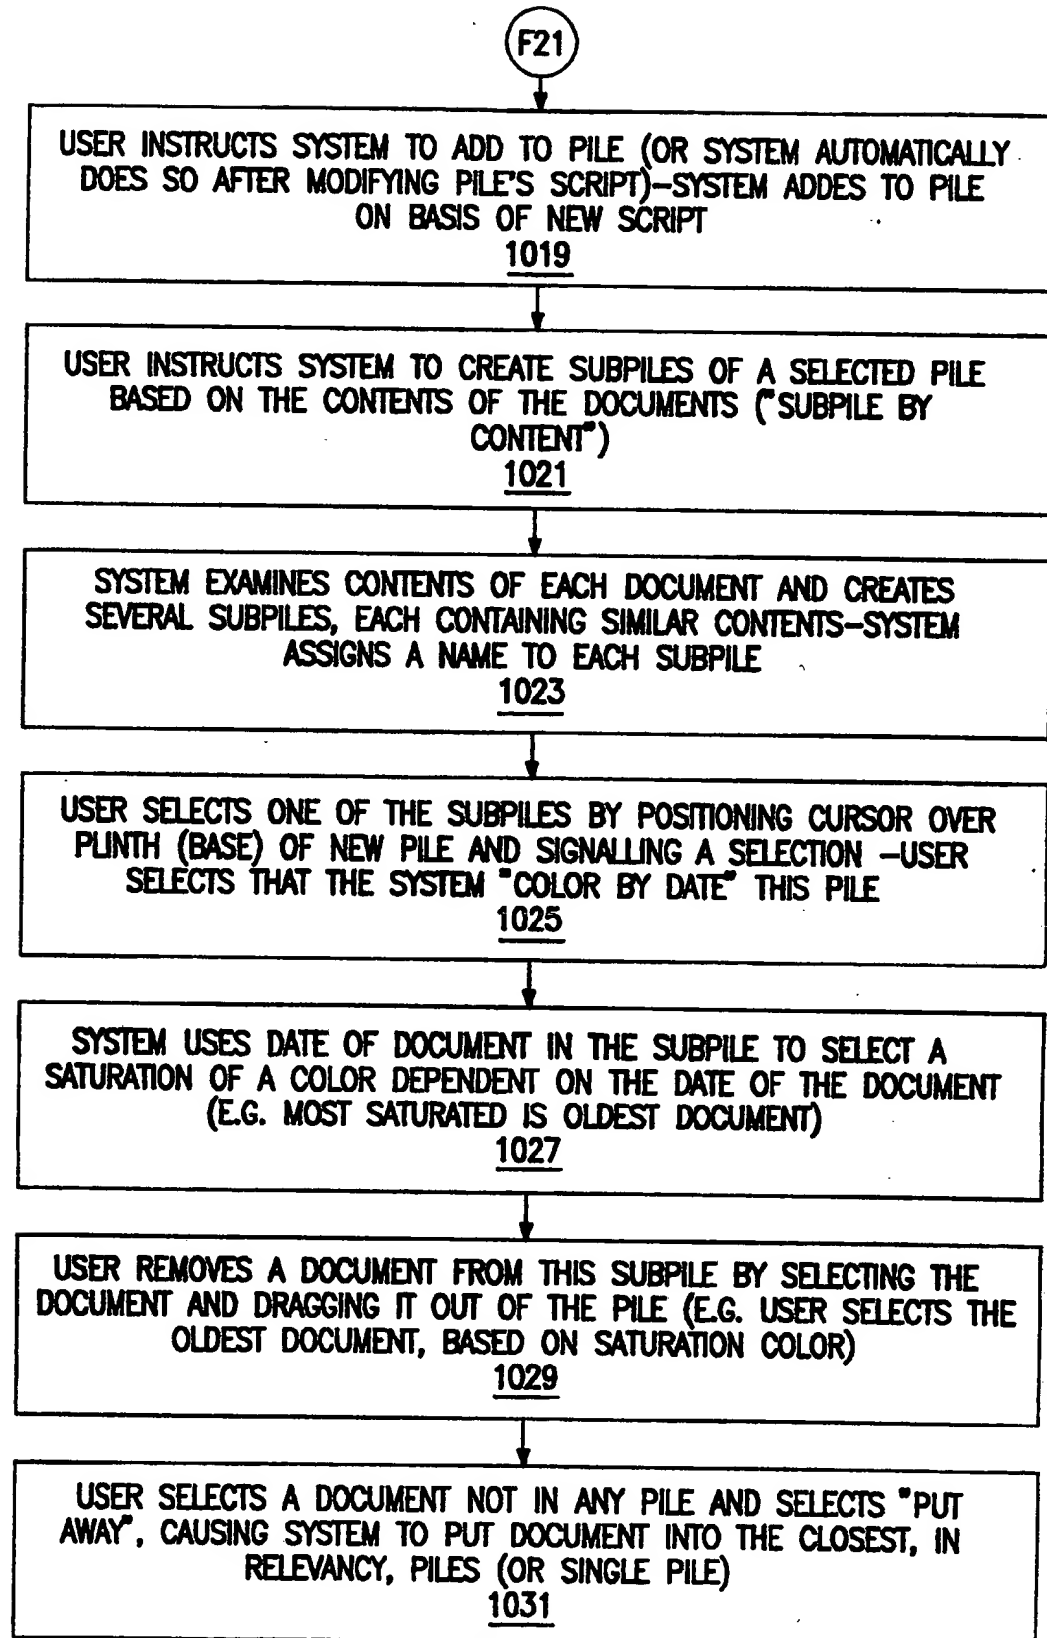 F21
USER INSTRUCTS SYSTEM TO ADD TO PILE (OR SYSTEM AUTOMATICALLY
DOES SO AFTER MODIFYING PILE'S SCRIPT)–SYSTEM ADDES TO PILE
ON BASIS OF NEW SCRIPT
1019
USER INSTRUCTS SYSTEM TO CREATE SUBPILES OF A SELECTED PILE
BASED ON THE CONTENTS OF THE DOCUMENTS ("SUBPILE BY
CONTENT")
1021
SYSTEM EXAMINES CONTENTS OF EACH DOCUMENT AND CREATES
SEVERAL SUBPILES, EACH CONTAINING SIMILAR CONTENTS–SYSTEM
ASSIGNS A NAME TO EACH SUBPILE
1023
USER SELECTS ONE OF THE SUBPILES BY POSITIONING CURSOR OVER
PLINTH (BASE) OF NEW PILE AND SIGNALLING A SELECTION –USER
SELECTS THAT THE SYSTEM "COLOR BY DATE" THIS PILE
1025
SYSTEM USES DATE OF DOCUMENT IN THE SUBPILE TO SELECT A
SATURATION OF A COLOR DEPENDENT ON THE DATE OF THE DOCUMENT
(E.G. MOST SATURATED IS OLDEST DOCUMENT)
1027
USER REMOVES A DOCUMENT FROM THIS SUBPILE BY SELECTING THE
DOCUMENT AND DRAGGING IT OUT OF THE PILE (E.G. USER SELECTS THE
OLDEST DOCUMENT, BASED ON SATURATION COLOR)
1029
USER SELECTS A DOCUMENT NOT IN ANY PILE AND SELECTS "PUT
AWAY", CAUSING SYSTEM TO PUT DOCUMENT INTO THE CLOSEST, IN
RELEVANCY, PILES (OR SINGLE PILE)
1031